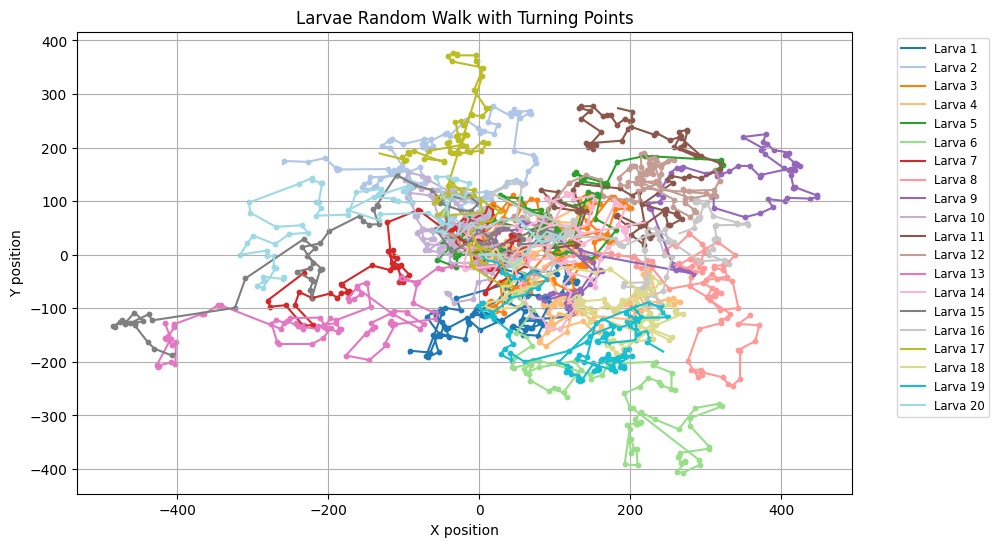 Larvae Random Walk with Turning Points
Y position
400
300
200
100
0
−100
−200
−300
−400
−400
−200
0
200
400
X position
Larva 1
Larva 2
Larva 3
Larva 4
Larva 5
Larva 6
Larva 7
Larva 8
Larva 9
Larva 10
Larva 11
Larva 12
Larva 13
Larva 14
Larva 15
Larva 16
Larva 17
Larva 18
Larva 19
Larva 20